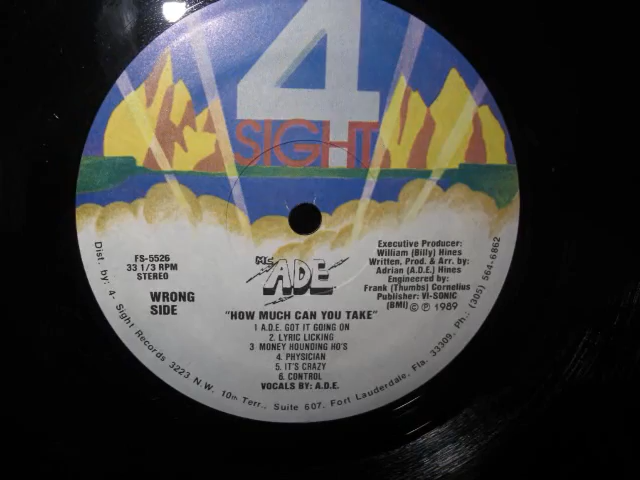 4
SIGHT
FS-5526
33 1/3 RPM
STEREO
WRONG
SIDE
MC
ADE
Executive Producer:
William (Billy) Hines
Written, Prod. & Arr. by:
Adrian (A.D.E.) Hines
Engineered by:
Frank (Thumbs) Cornelius
Publisher: VI-SONIC
(BMI) © ℗ 1989
"HOW MUCH CAN YOU TAKE"
1 A.D.E. GOT IT GOING ON
2. LYRIC LICKING
3 MONEY HOUNDING HO'S
4. PHYSICIAN
5. IT'S CRAZY
6. CONTROL
VOCALS BY: A.D.E.
Dist. by: 4- Sight Records 3223 N.W. 10th Terr., Suite 607, Fort Lauderdale, Fla. 33309, Ph.: (305) 564-6862